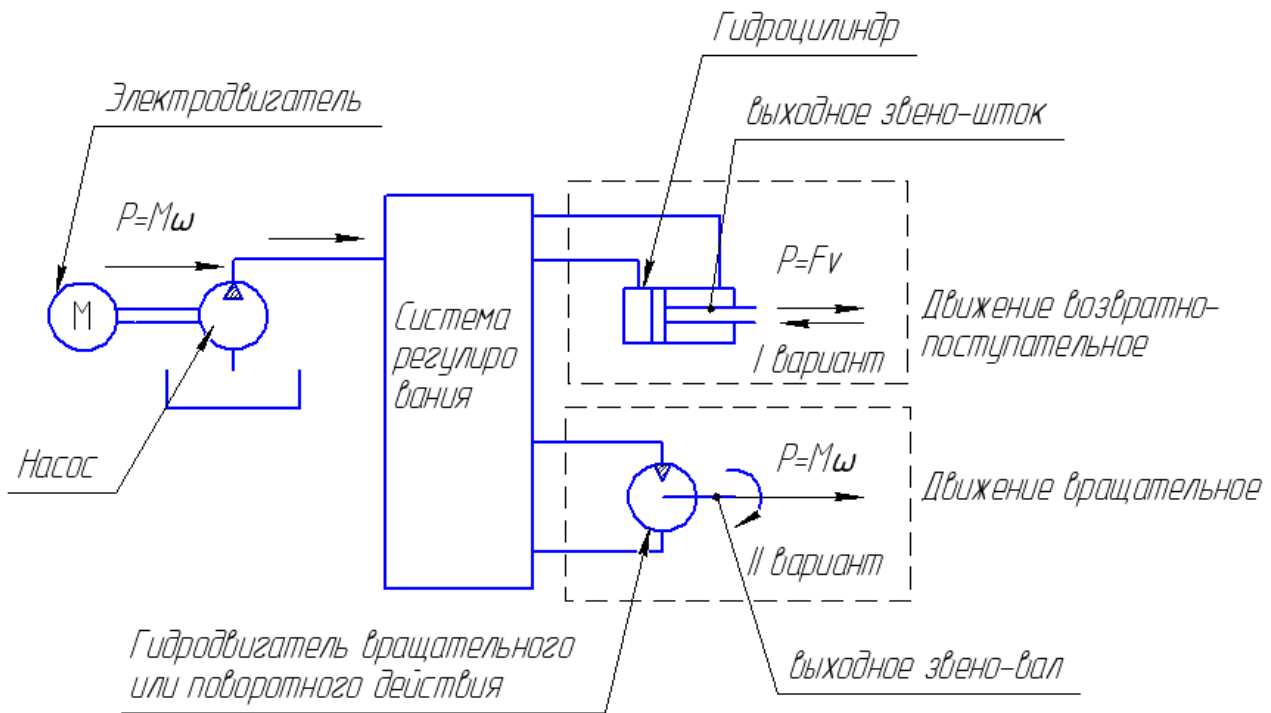 Гидроцилиндр
Электродвигатель
выходное звено-шток
P=Mω
P=Fv
М
Система
регулиро
вания
Движение возвратно-
поступательное
I вариант
Насос
P=Mω
Движение вращательное
II вариант
Гидродвигатель вращательного
или поворотного действия
выходное звено-вал